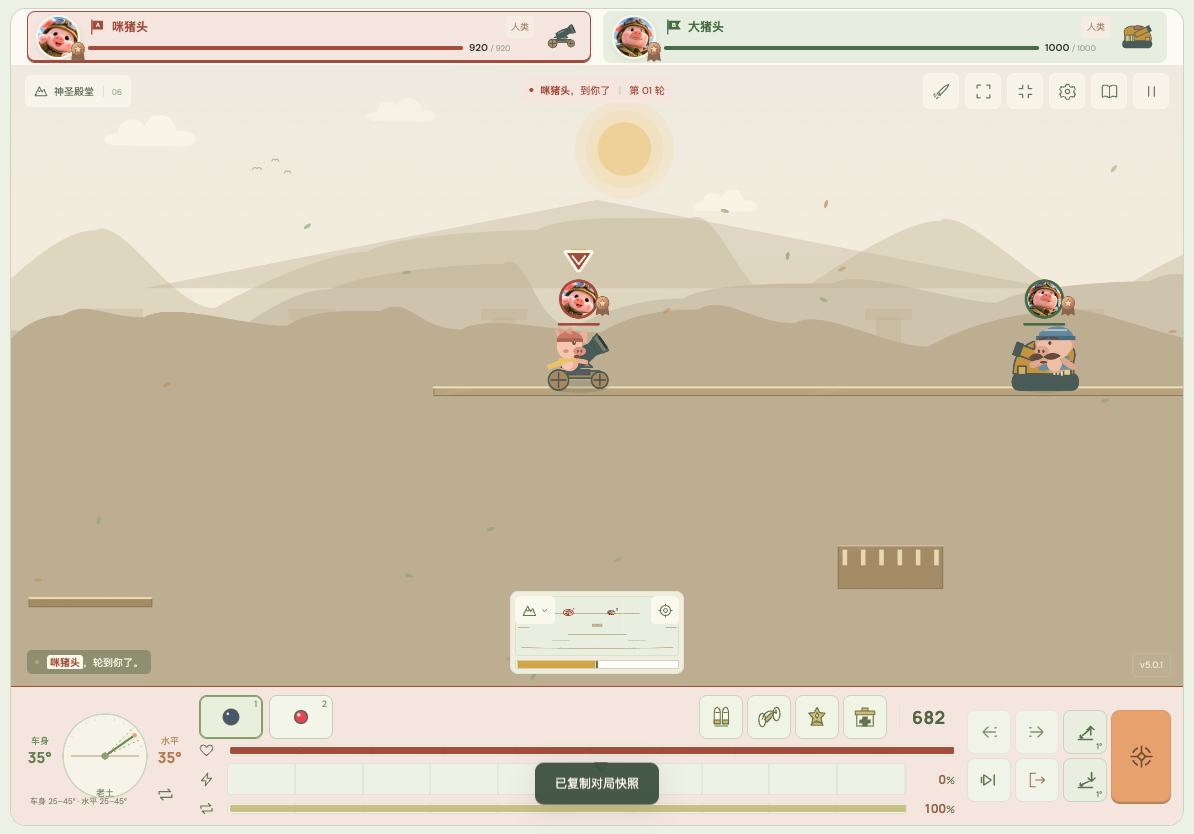 咪猪头
人类
920 / 920
大猪头
人类
1000 / 1000
神圣殿堂 06
咪猪头，到你了 第 01 轮
咪猪头，轮到你了。
v5.0.1
1
2
682
车身
35°
水平
35°
老土
车身 25–45° · 水平 25–45°
0%
100%
已复制对局快照
1°
1°